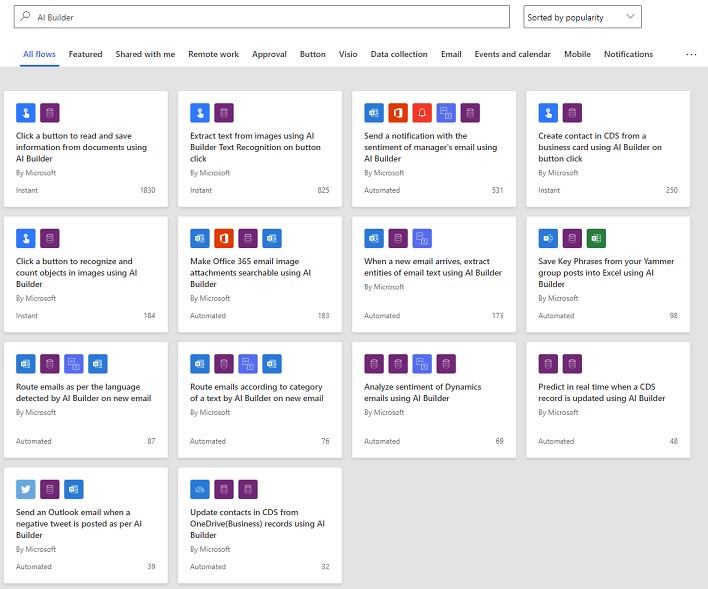 AI Builder
Sorted by popularity
All flows Featured Shared with me Remote work Approval Button Visio Data collection Email Events and calendar Mobile Notifications ...
Click a button to read and save
information from documents using
AI Builder
By Microsoft
Instant 1830
Extract text from images using AI
Builder Text Recognition on button
click
By Microsoft
Instant 825
Send a notification with the
sentiment of manager's email using
AI Builder
By Microsoft
Automated 531
Create contact in CDS from a
business card using AI Builder on
button click
By Microsoft
Instant 250
Click a button to recognize and
count objects in images using AI
Builder
By Microsoft
Instant 184
Make Office 365 email image
attachments searchable using AI
Builder
By Microsoft
Automated 183
When a new email arrives, extract
entities of email text using AI Builder
By Microsoft
Automated 173
Save Key Phrases from your Yammer
group posts into Excel using AI
Builder
By Microsoft
Automated 98
Route emails as per the language
detected by AI Builder on new email
By Microsoft
Automated 87
Route emails according to category
of a text by AI Builder on new email
By Microsoft
Automated 76
Analyze sentiment of Dynamics
emails using AI Builder
By Microsoft
Automated 69
Predict in real time when a CDS
record is updated using AI Builder
By Microsoft
Automated 48
Send an Outlook email when a
negative tweet is posted as per AI
Builder
By Microsoft
Automated 39
Update contacts in CDS from
OneDrive(Business) records using AI
Builder
By Microsoft
Automated 32